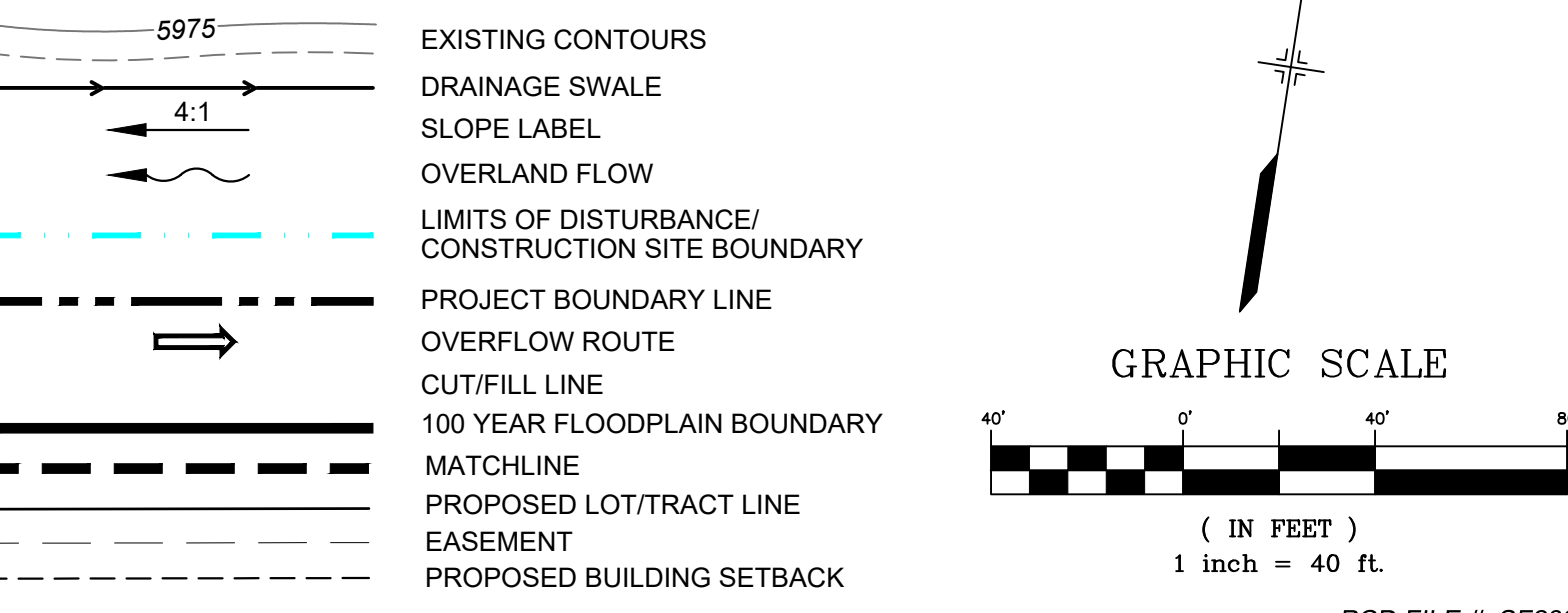 5975
EXISTING CONTOURS
DRAINAGE SWALE
4:1
SLOPE LABEL
OVERLAND FLOW
LIMITS OF DISTURBANCE/
CONSTRUCTION SITE BOUNDARY
PROJECT BOUNDARY LINE
OVERFLOW ROUTE
CUT/FILL LINE
100 YEAR FLOODPLAIN BOUNDARY
MATCHLINE
PROPOSED LOT/TRACT LINE
EASEMENT
PROPOSED BUILDING SETBACK
GRAPHIC SCALE
40' 0' 40'
( IN FEET )
1 inch = 40 ft.